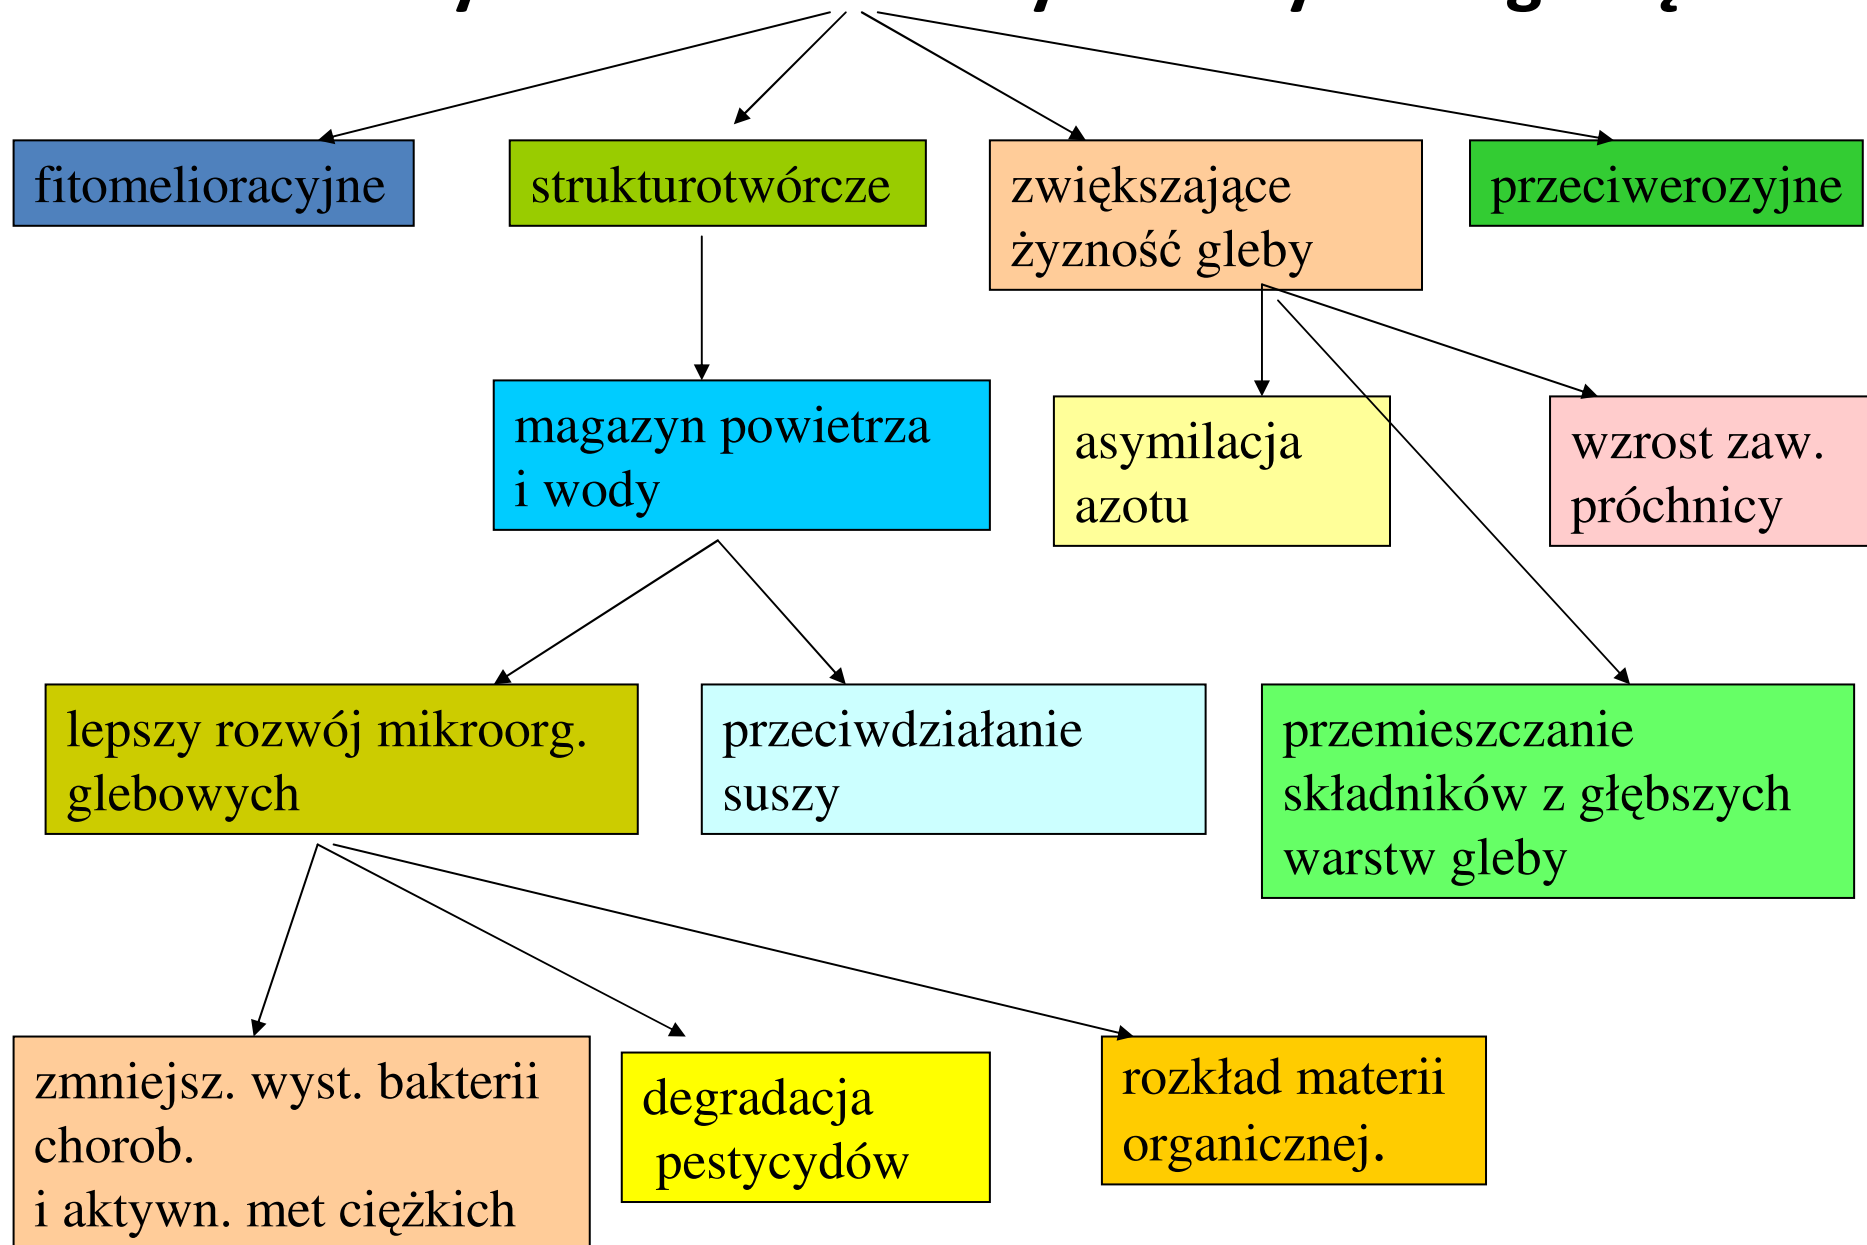 fitomelioracyjne
strukturotwórcze
zwiększające
żyzność gleby
przeciwerozyjne
magazyn powietrza
i wody
asymilacja
azotu
wzrost zaw.
próchnicy
lepszy rozwój mikroorg.
glebowych
przeciwdziałanie
suszy
przemieszczanie
składników z głębszych
warstw gleby
zmniejsz. wyst. bakterii
chorob.
i aktywn. met ciężkich
degradacja
pestycydów
rozkład materii
organicznej.